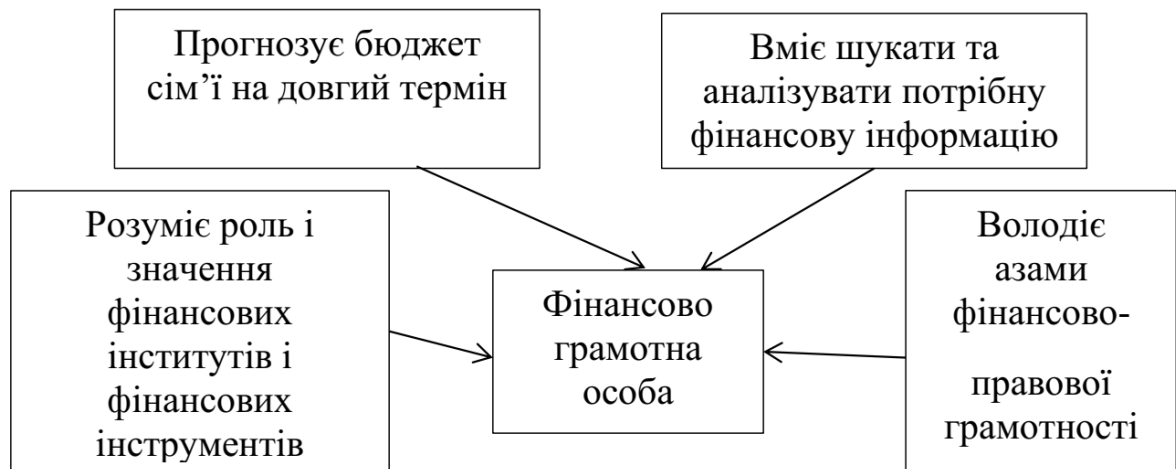 Прогнозує бюджет
сім’ї на довгий термін
Вміє шукати та
аналізувати потрібну
фінансову інформацію
Розуміє роль і
значення
фінансових
інститутів і
фінансових
інструментів
Фінансово
грамотна
особа
Володіє
азами
фінансово-
правової
грамотності